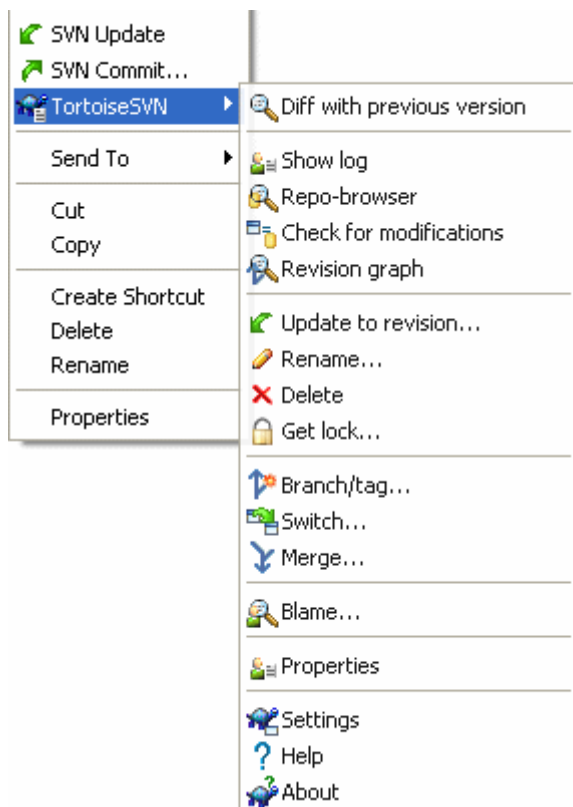 SVN Update
SVN Commit...
TortoiseSVN
Send To
Cut
Copy
Create Shortcut
Delete
Rename
Properties
Diff with previous version
Show log
Repo-browser
Check for modifications
Revision graph
Update to revision...
Rename...
Delete
Get lock...
Branch/tag...
Switch...
Merge...
Blame...
Properties
Settings
Help
About